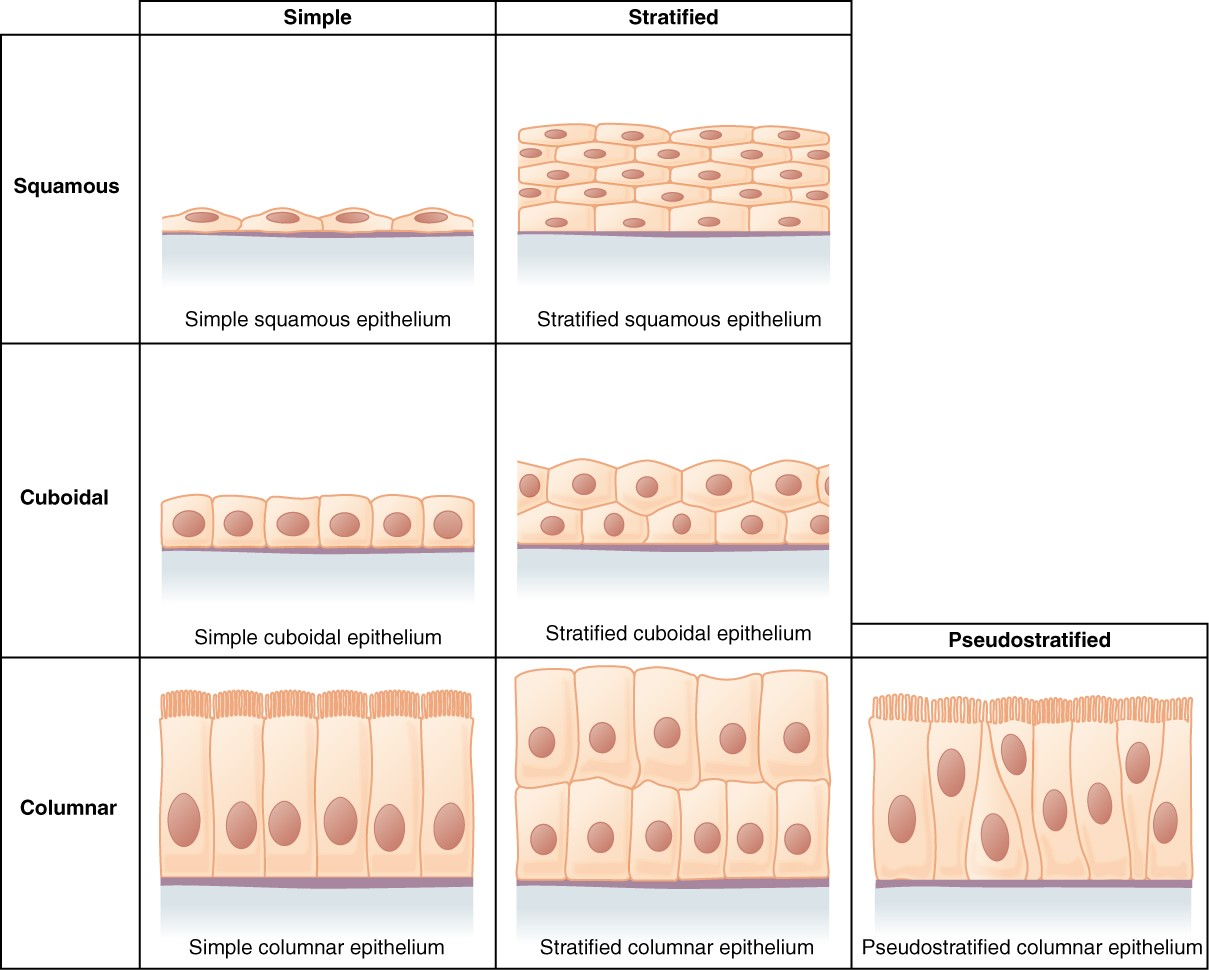 Simple
Stratified
Squamous
Simple squamous epithelium
Stratified squamous epithelium
Cuboidal
Simple cuboidal epithelium
Stratified cuboidal epithelium
Pseudostratified
Columnar
Simple columnar epithelium
Stratified columnar epithelium
Pseudostratified columnar epithelium